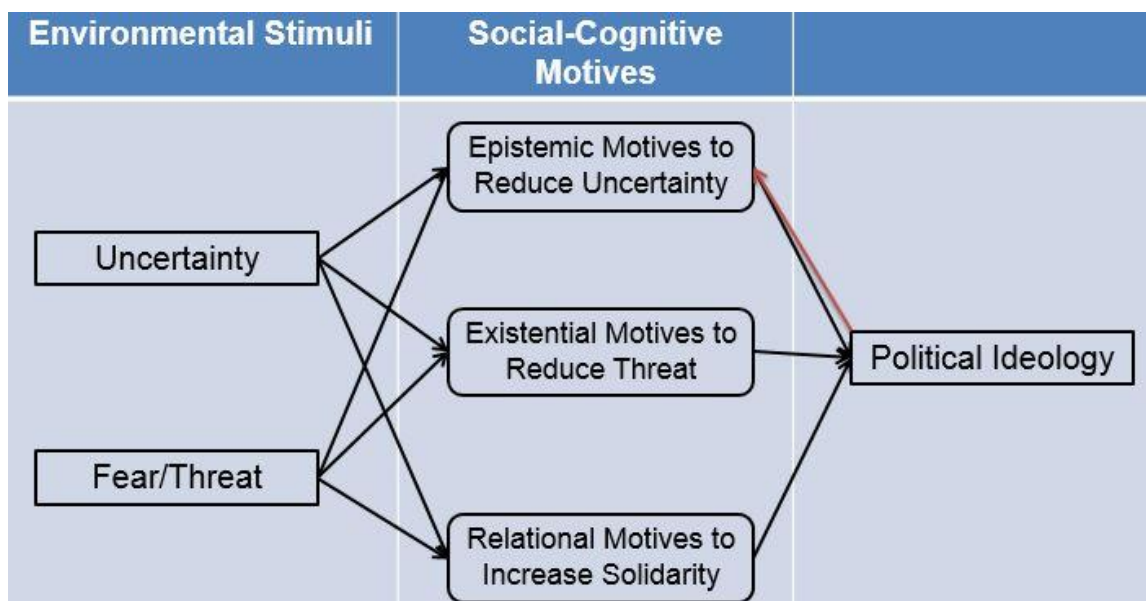 Environmental Stimuli
Social-Cognitive
Motives
Epistemic Motives to
Reduce Uncertainty
Uncertainty
Existential Motives to
Reduce Threat
Political Ideology
Fear/Threat
Relational Motives to
Increase Solidarity